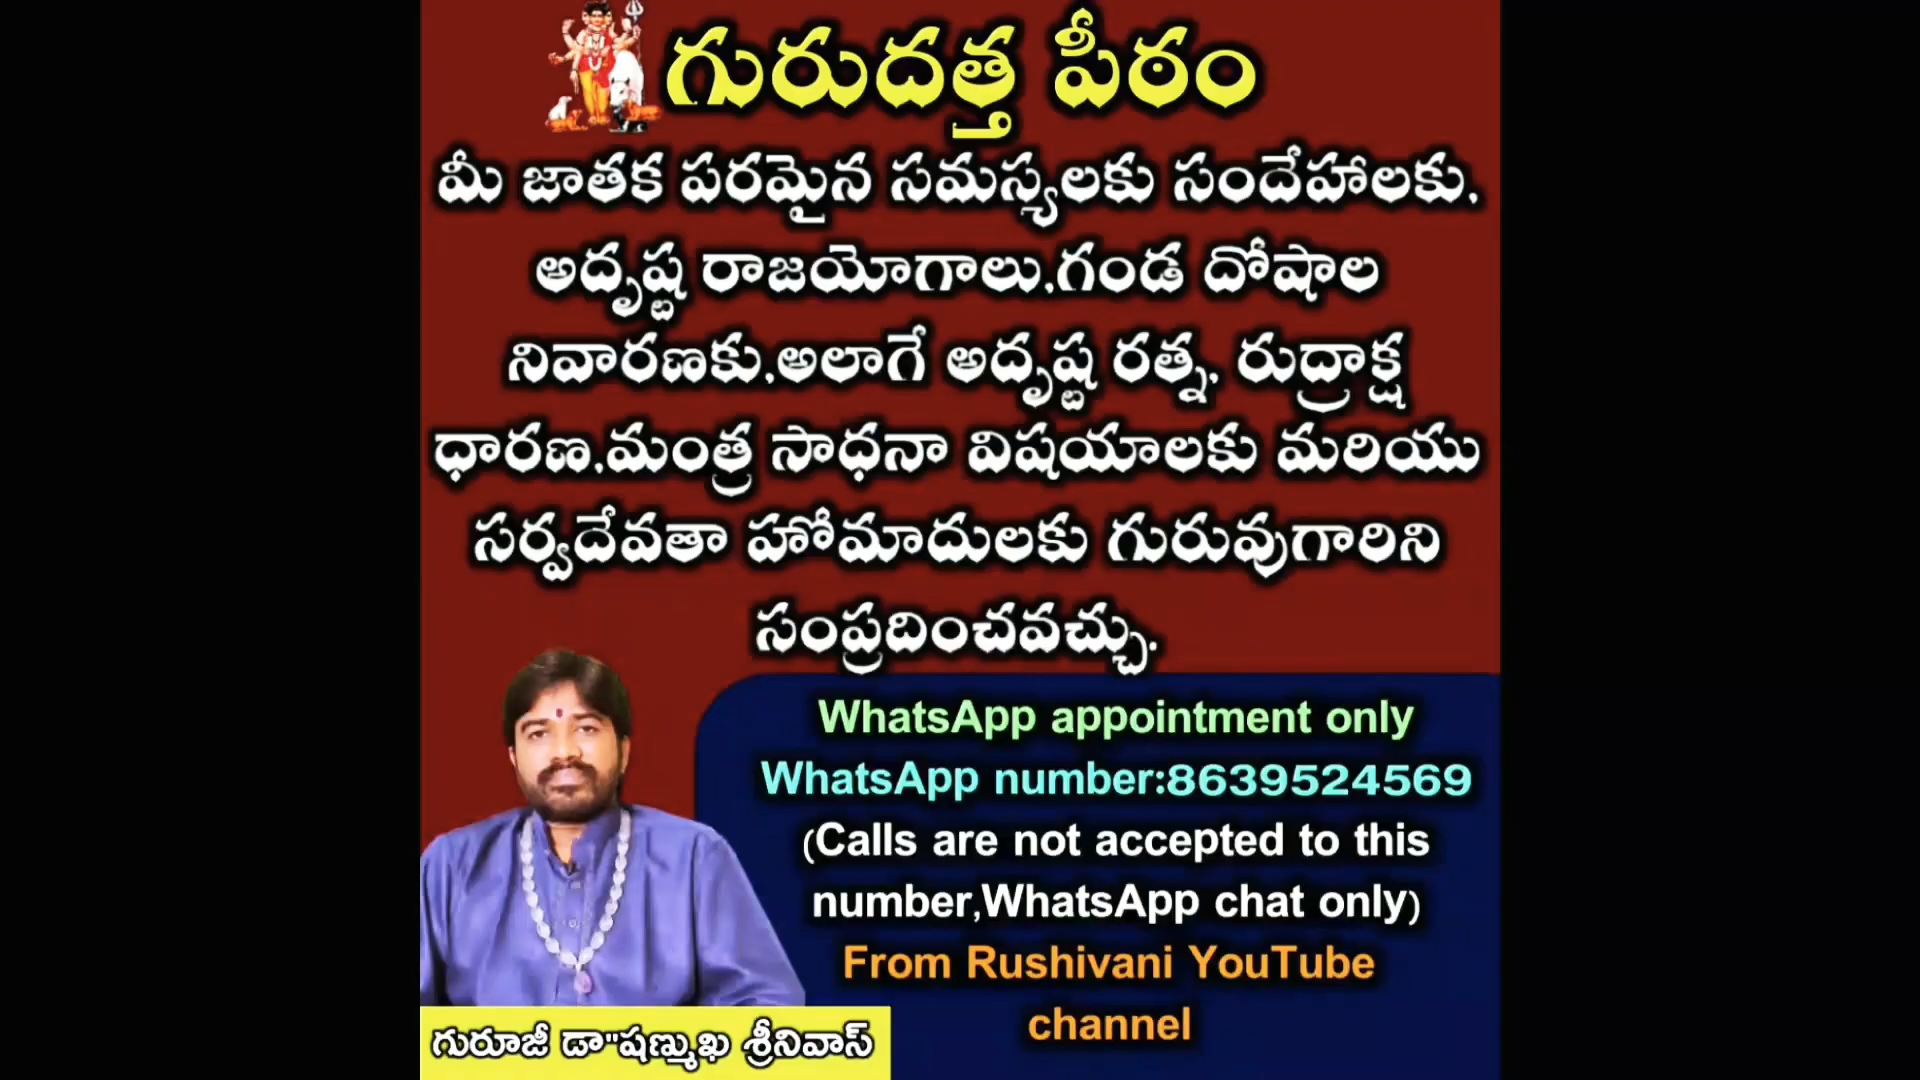 గురుదత్త పీఠం
మీ జాతక పరమైన సమస్యలకు సందేహాలకు,
అదృష్ట రాజయోగాలు,గండ దోషాల
నివారణకు,అలాగే అదృష్ట రత్న, రుద్రాక్ష
ధారణ,మంత్ర సాధనా విషయాలకు మరియు
సర్వదేవతా హోమాదులకు గురువుగారిని
సంప్రదించవచ్చు.
WhatsApp appointment only
WhatsApp number:8639524569
(Calls are not accepted to this
number,WhatsApp chat only)
From Rushivani YouTube
channel
గురూజీ డా"షణ్ముఖ శ్రీనివాస్